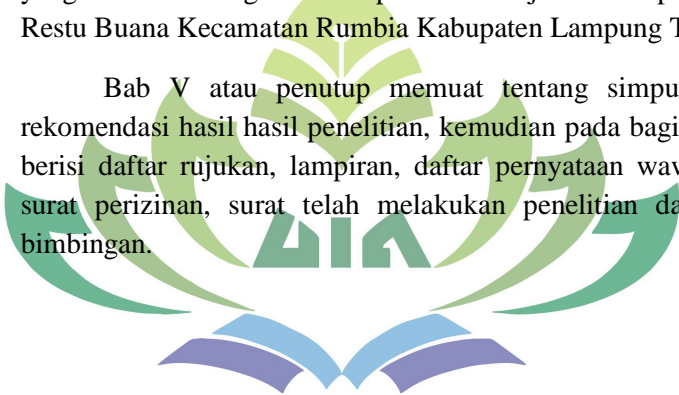 Restu Buana Kecamatan Rumbia Kabupaten Lampung T
Bab V atau penutup memuat tentang simpu
rekomendasi hasil hasil penelitian, kemudian pada bagi
berisi daftar rujukan, lampiran, daftar pernyataan waw
surat perizinan, surat telah melakukan penelitian da
bimbingan.